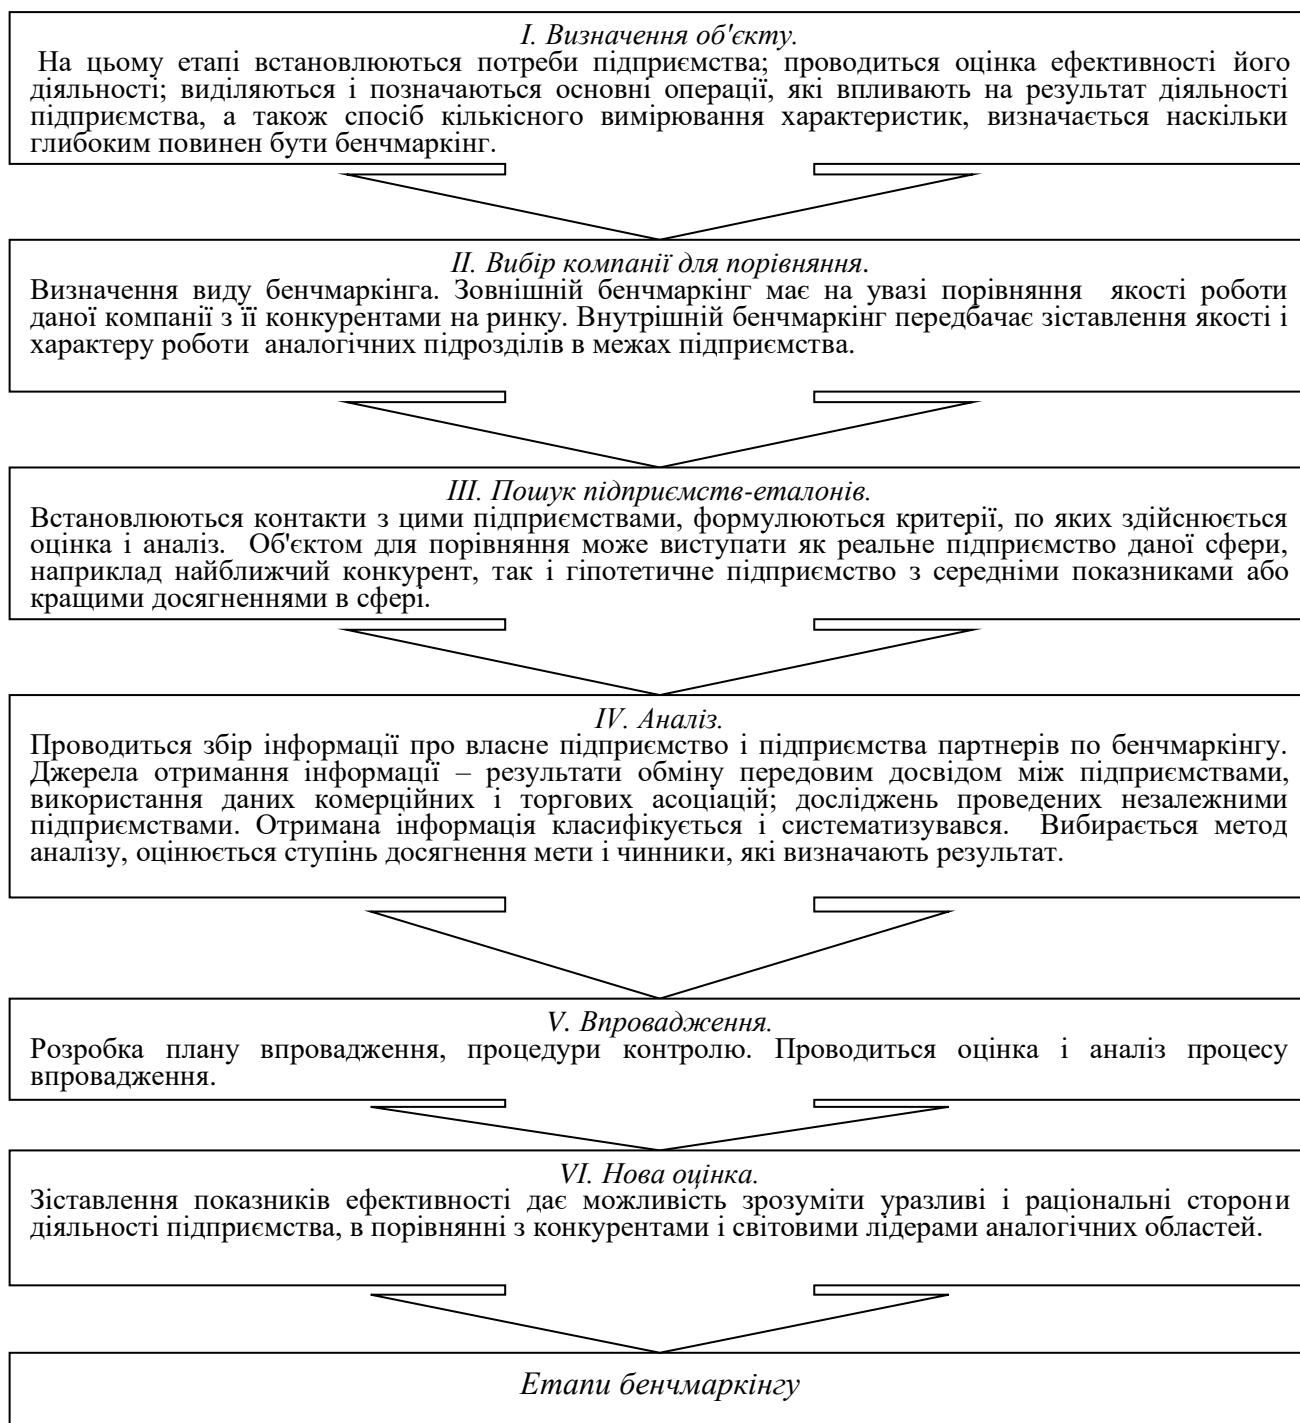 I. Визначення об'єкту.
На цьому етапі встановлюються потреби підприємства; проводиться оцінка ефективності його
діяльності; виділяються і позначаються основні операції, які впливають на результат діяльності
підприємства, а також спосіб кількісного вимірювання характеристик, визначається наскільки
глибоким повинен бути бенчмаркінг.
II. Вибір компанії для порівняння.
Визначення виду бенчмаркінга. Зовнішній бенчмаркінг має на увазі порівняння якості роботи
даної компанії з її конкурентами на ринку. Внутрішній бенчмаркінг передбачає зіставлення якості і
характеру роботи аналогічних підрозділів в межах підприємства.
III. Пошук підприємств-еталонів.
Встановлюються контакти з цими підприємствами, формулюються критерії, по яких здійснюється
оцінка і аналіз. Об'єктом для порівняння може виступати як реальне підприємство даної сфери,
наприклад найближчий конкурент, так і гіпотетичне підприємство з середніми показниками або
кращими досягненнями в сфері.
IV. Аналіз.
Проводиться збір інформації про власне підприємство і підприємства партнерів по бенчмаркінгу.
Джерела отримання інформації – результати обміну передовим досвідом між підприємствами,
використання даних комерційних і торгових асоціацій; досліджень проведених незалежними
підприємствами. Отримана інформація класифікується і систематизувався. Вибирається метод
аналізу, оцінюється ступінь досягнення мети і чинники, які визначають результат.
V. Впровадження.
Розробка плану впровадження, процедури контролю. Проводиться оцінка і аналіз процесу
впровадження.
VI. Нова оцінка.
Зіставлення показників ефективності дає можливість зрозуміти уразливі і раціональні сторони
діяльності підприємства, в порівнянні з конкурентами і світовими лідерами аналогічних областей.
Етапи бенчмаркінгу